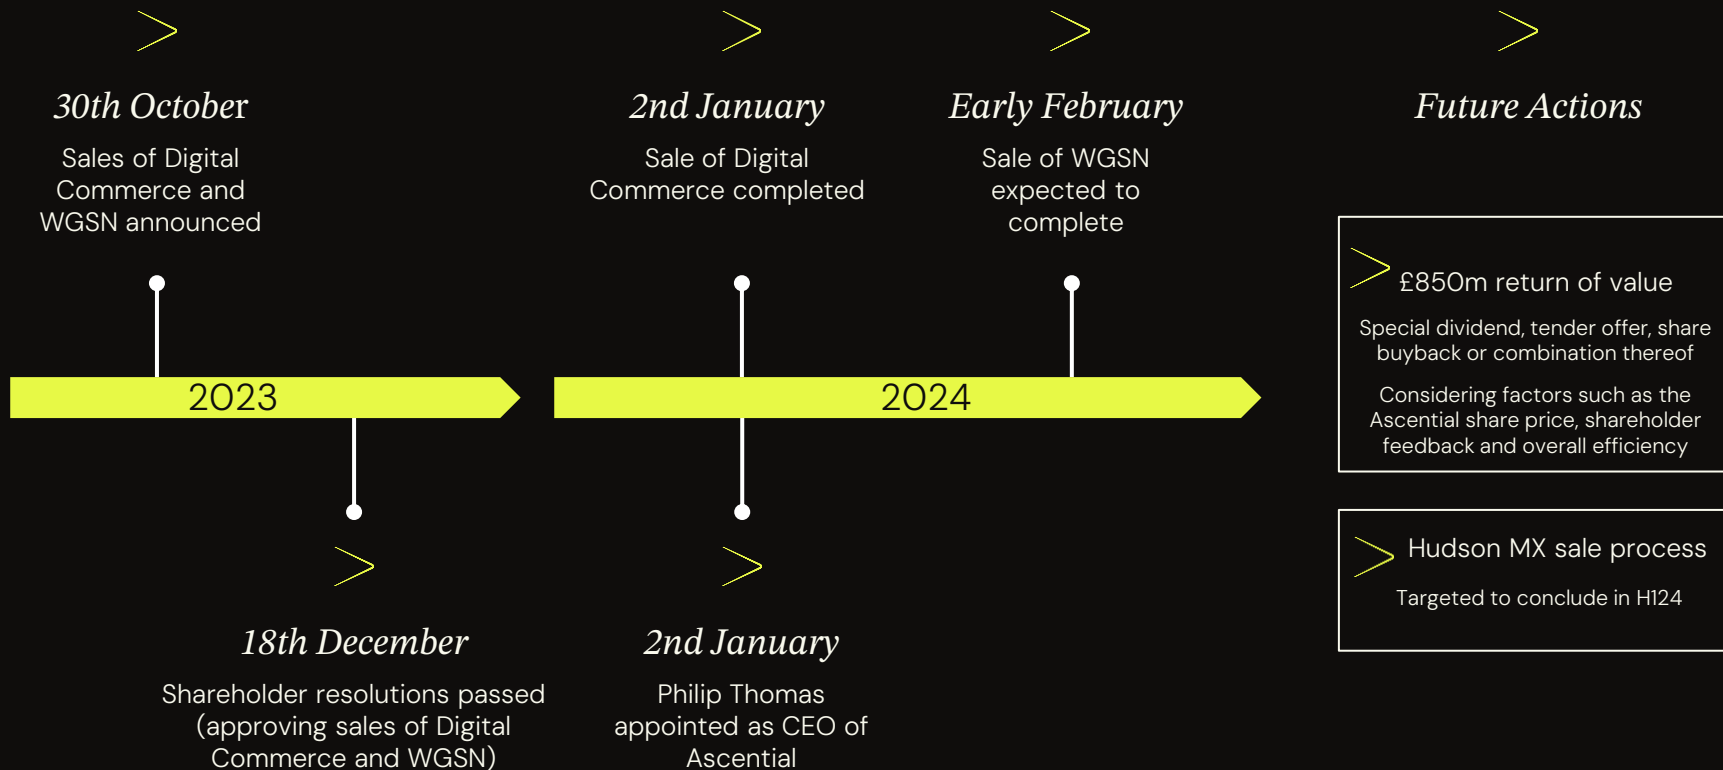 30th October
Sales of Digital
Commerce and
WGSN announced
2nd January
Sale of Digital
Commerce completed
Early February
Sale of WGSN
expected to
complete
2023
2024
18th December
Shareholder resolutions passed
(approving sales of Digital
Commerce and WGSN)
2nd January
Philip Thomas
appointed as CEO of
Ascential
Future Actions
£850m return of value
Special dividend, tender offer, share
buyback or combination thereof
Considering factors such as the
Ascential share price, shareholder
feedback and overall efficiency
Hudson MX sale process
Targeted to conclude in H124